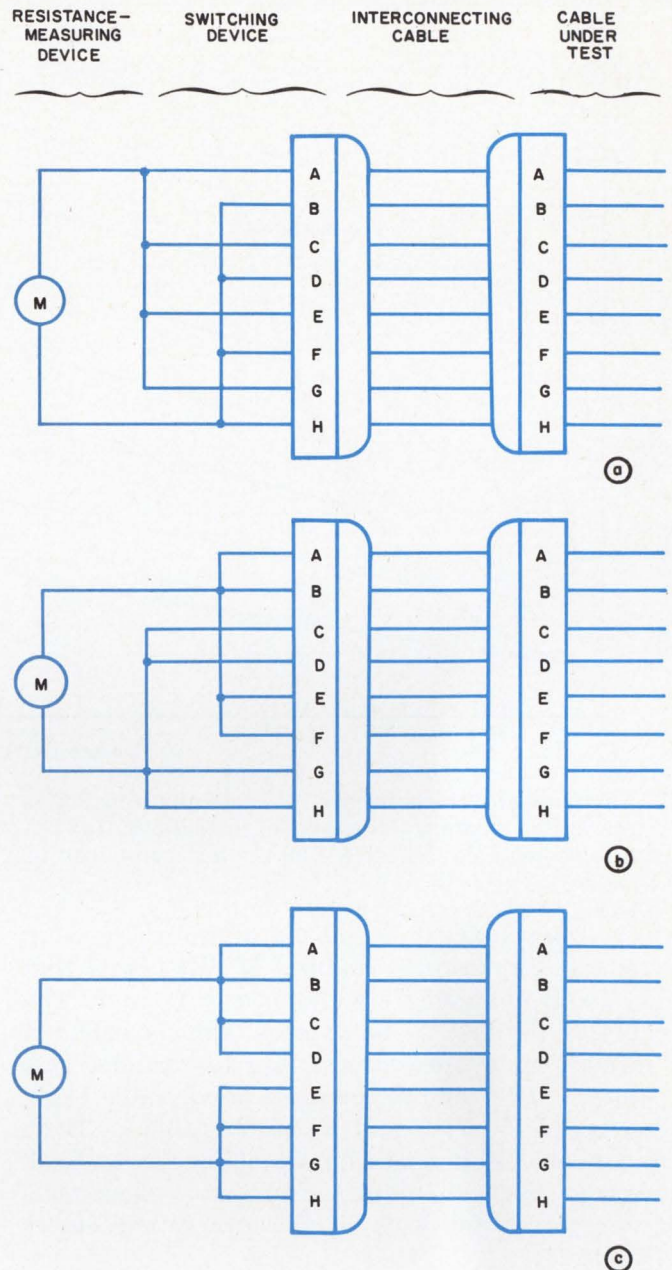 RESISTANCE-
MEASURING
DEVICE
SWITCHING
DEVICE
INTERCONNECTING
CABLE
CABLE
UNDER
TEST
M
A
B
C
D
E
F
G
H
A
B
C
D
E
F
G
H
a
M
A
B
C
D
E
F
G
H
A
B
C
D
E
F
G
H
b
M
A
B
C
D
E
F
G
H
A
B
C
D
E
F
G
H
c